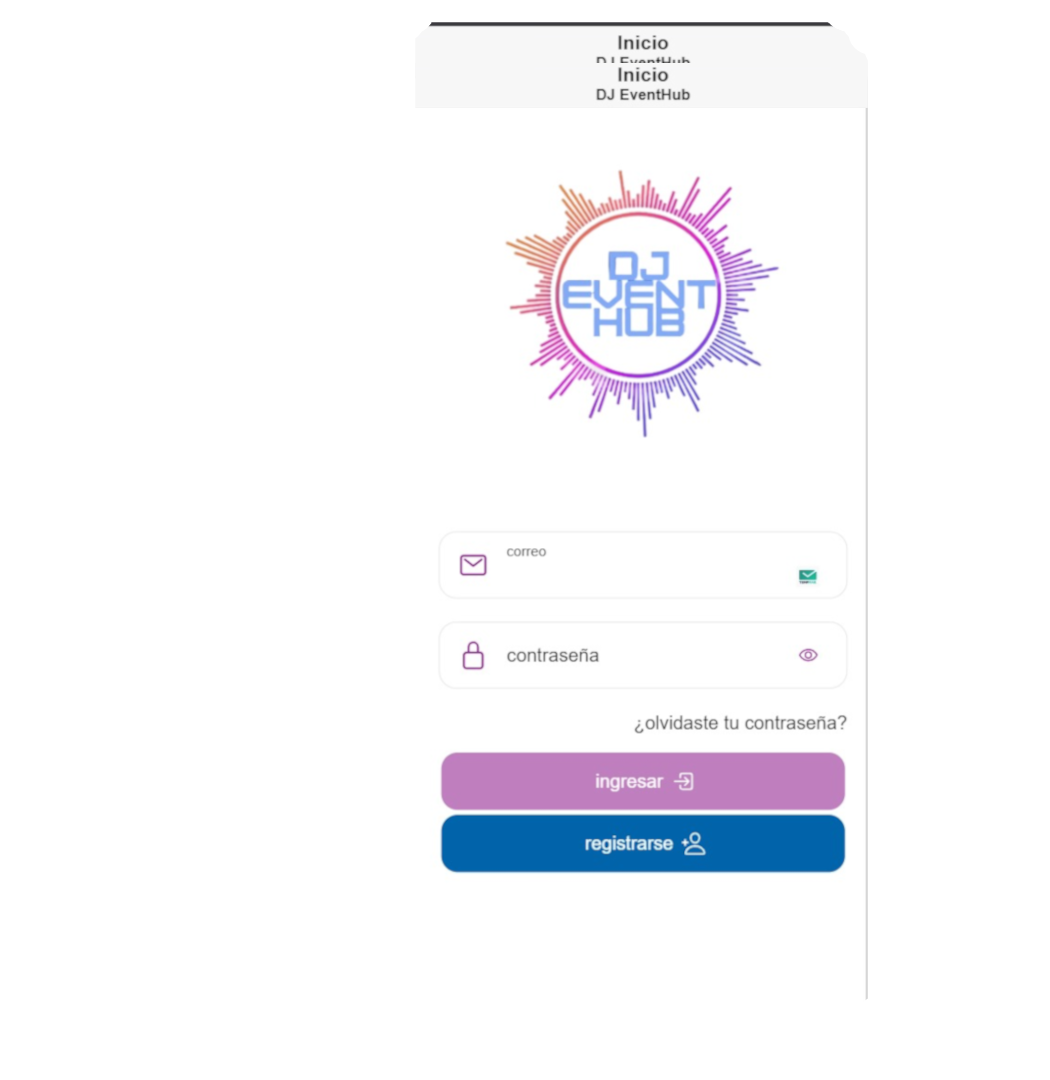 Inicio
DJ EventHub
Inicio
DJ EventHub
DJ
EVENT
HUB
correo
contraseña
¿olvidaste tu contraseña?
ingresar
registrarse